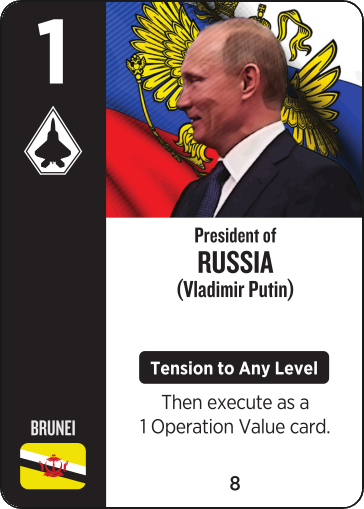 1
President of
RUSSIA
(Vladimir Putin)
Tension to Any Level
Then execute as a
1 Operation Value card.
BRUNEI
8